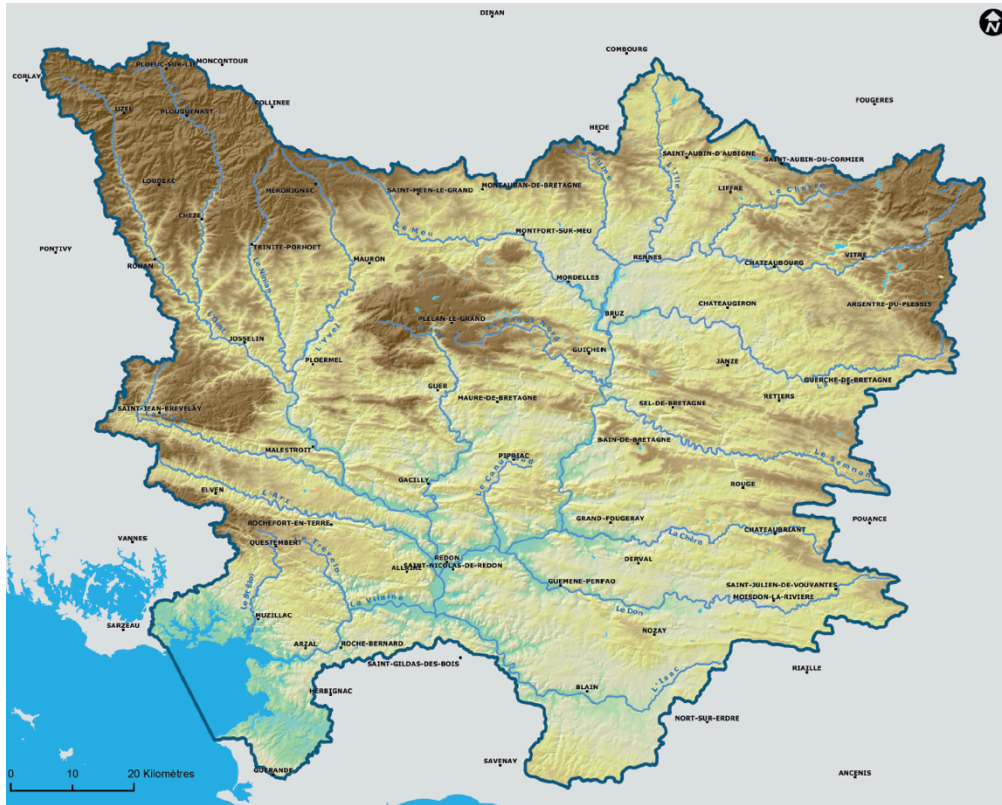 DINAN
N
COMBOURG
CORLAY
PLOEUC-SUR-LIE
MONCONTOUR
UZEL
PLOUGUENAST
COLLINEE
FOUGERES
HEDE
SAINT-AUBIN-D'AUBIGNE
SAINT-AUBIN-DU-CORMIER
LOUDEAC
MERDRIGNAC
SAINT-MEEN-LE-GRAND
MONTAUBAN-DE-BRETAGNE
L'Ille
LIFFRE
CHEZE
Le Meu
MONTFORT-SUR-MEU
PONTIVY
ROHAN
TRINITE-PORHOET
MAURON
RENNES
CHATEAUBOURG
VITRE
Le Ninian
MORDELLES
CHATEAUGIRON
ARGENTRE-DU-PLESSIS
PLELAN-LE-GRAND
BRUZ
JOSSELIN
L'Yvel
GUICHEN
PLOERMEL
JANZE
GUERCHE-DE-BRETAGNE
GUER
MAURE-DE-BRETAGNE
RETIERS
SAINT-JEAN-BREVELAY
SEL-DE-BRETAGNE
MALESTROIT
BAIN-DE-BRETAGNE
PIPRIAC
Le Semnon
ELVEN
L'Arz
GACILLY
ROUGE
ROCHEFORT-EN-TERRE
GRAND-FOUGERAY
POUANCE
VANNES
QUESTEMBERT
La Chère
CHATEAUBRIANT
REDON
ALLAIRE
SAINT-NICOLAS-DE-REDON
DERVAL
GUEMENE-PENFAO
SAINT-JULIEN-DE-VOUVANTES
MOISDON-LA-RIVIERE
La Vilaine
Le Don
SARZEAU
MUZILLAC
NOZAY
ARZAL
ROCHE-BERNARD
SAINT-GILDAS-DES-BOIS
RIAILLE
HERBIGNAC
BLAIN
L'Isac
NORT-SUR-ERDRE
GUERANDE
SAVENAY
ANCENIS
0 10 20 Kilomètres